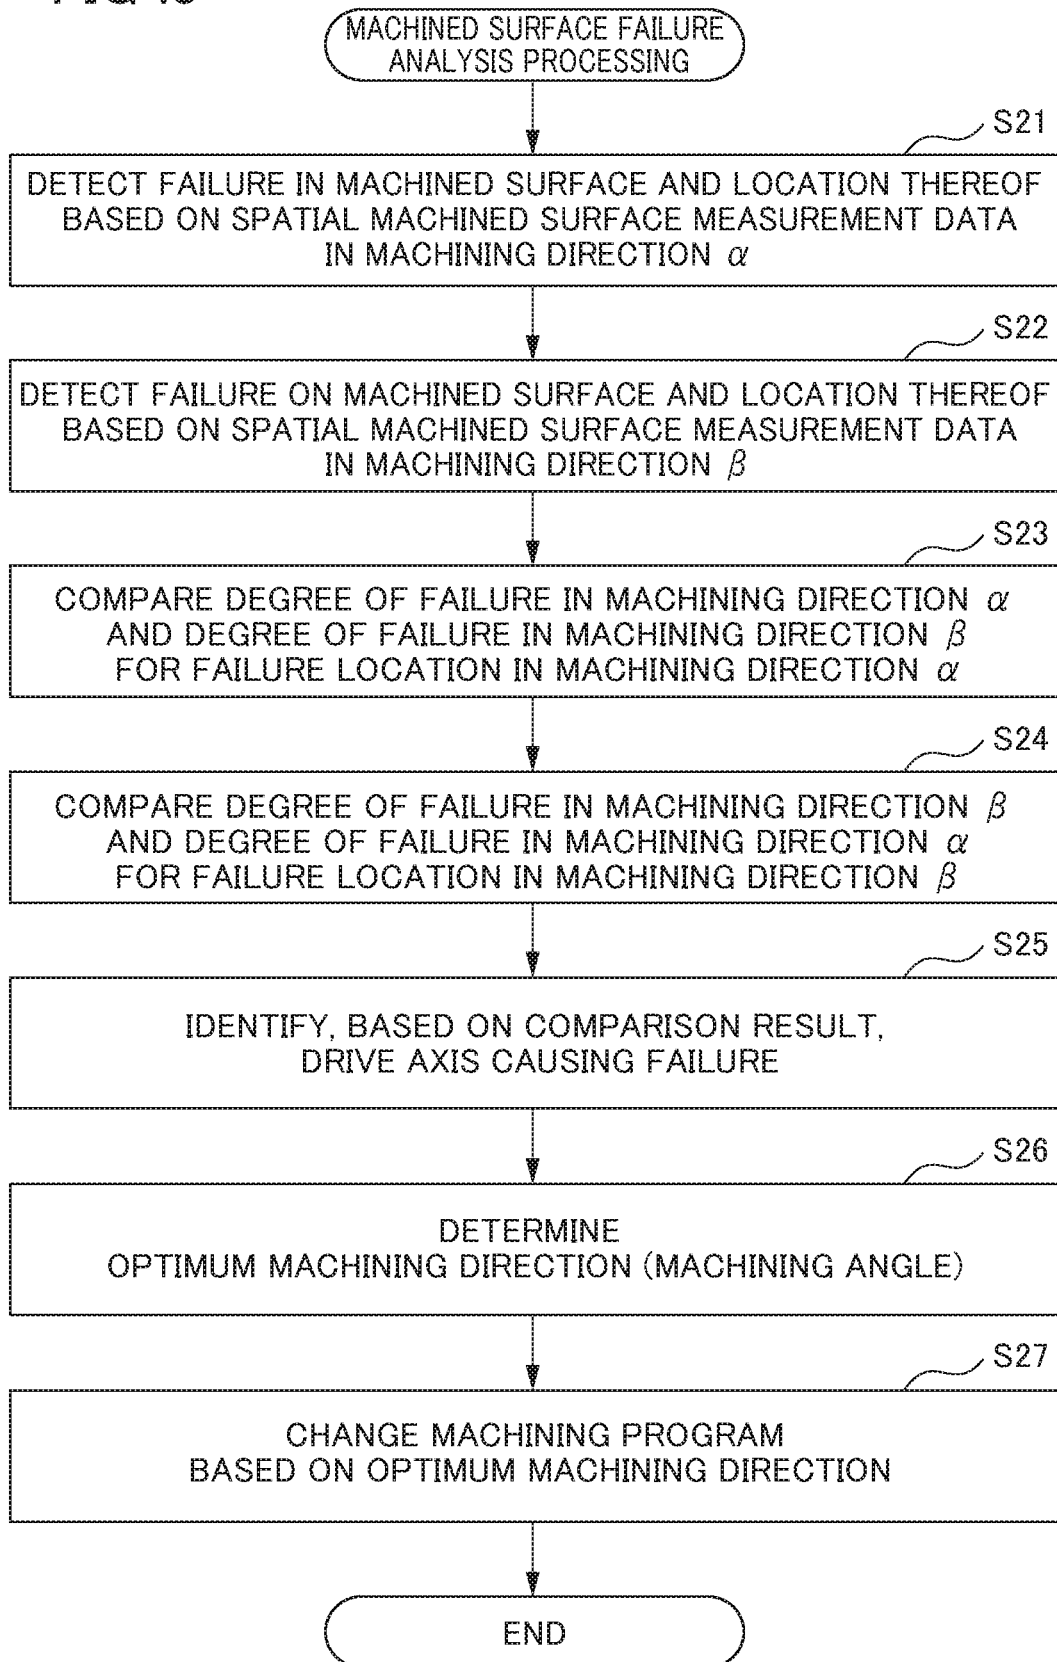 MACHINED SURFACE FAILURE
ANALYSIS PROCESSING
S21
DETECT FAILURE IN MACHINED SURFACE AND LOCATION THEREOF
BASED ON SPATIAL MACHINED SURFACE MEASUREMENT DATA
IN MACHINING DIRECTION α
S22
DETECT FAILURE ON MACHINED SURFACE AND LOCATION THEREOF
BASED ON SPATIAL MACHINED SURFACE MEASUREMENT DATA
IN MACHINING DIRECTION β
S23
COMPARE DEGREE OF FAILURE IN MACHINING DIRECTION α
AND DEGREE OF FAILURE IN MACHINING DIRECTION β
FOR FAILURE LOCATION IN MACHINING DIRECTION α
S24
COMPARE DEGREE OF FAILURE IN MACHINING DIRECTION β
AND DEGREE OF FAILURE IN MACHINING DIRECTION α
FOR FAILURE LOCATION IN MACHINING DIRECTION β
S25
IDENTIFY, BASED ON COMPARISON RESULT,
DRIVE AXIS CAUSING FAILURE
S26
DETERMINE
OPTIMUM MACHINING DIRECTION (MACHINING ANGLE)
S27
CHANGE MACHINING PROGRAM
BASED ON OPTIMUM MACHINING DIRECTION
END